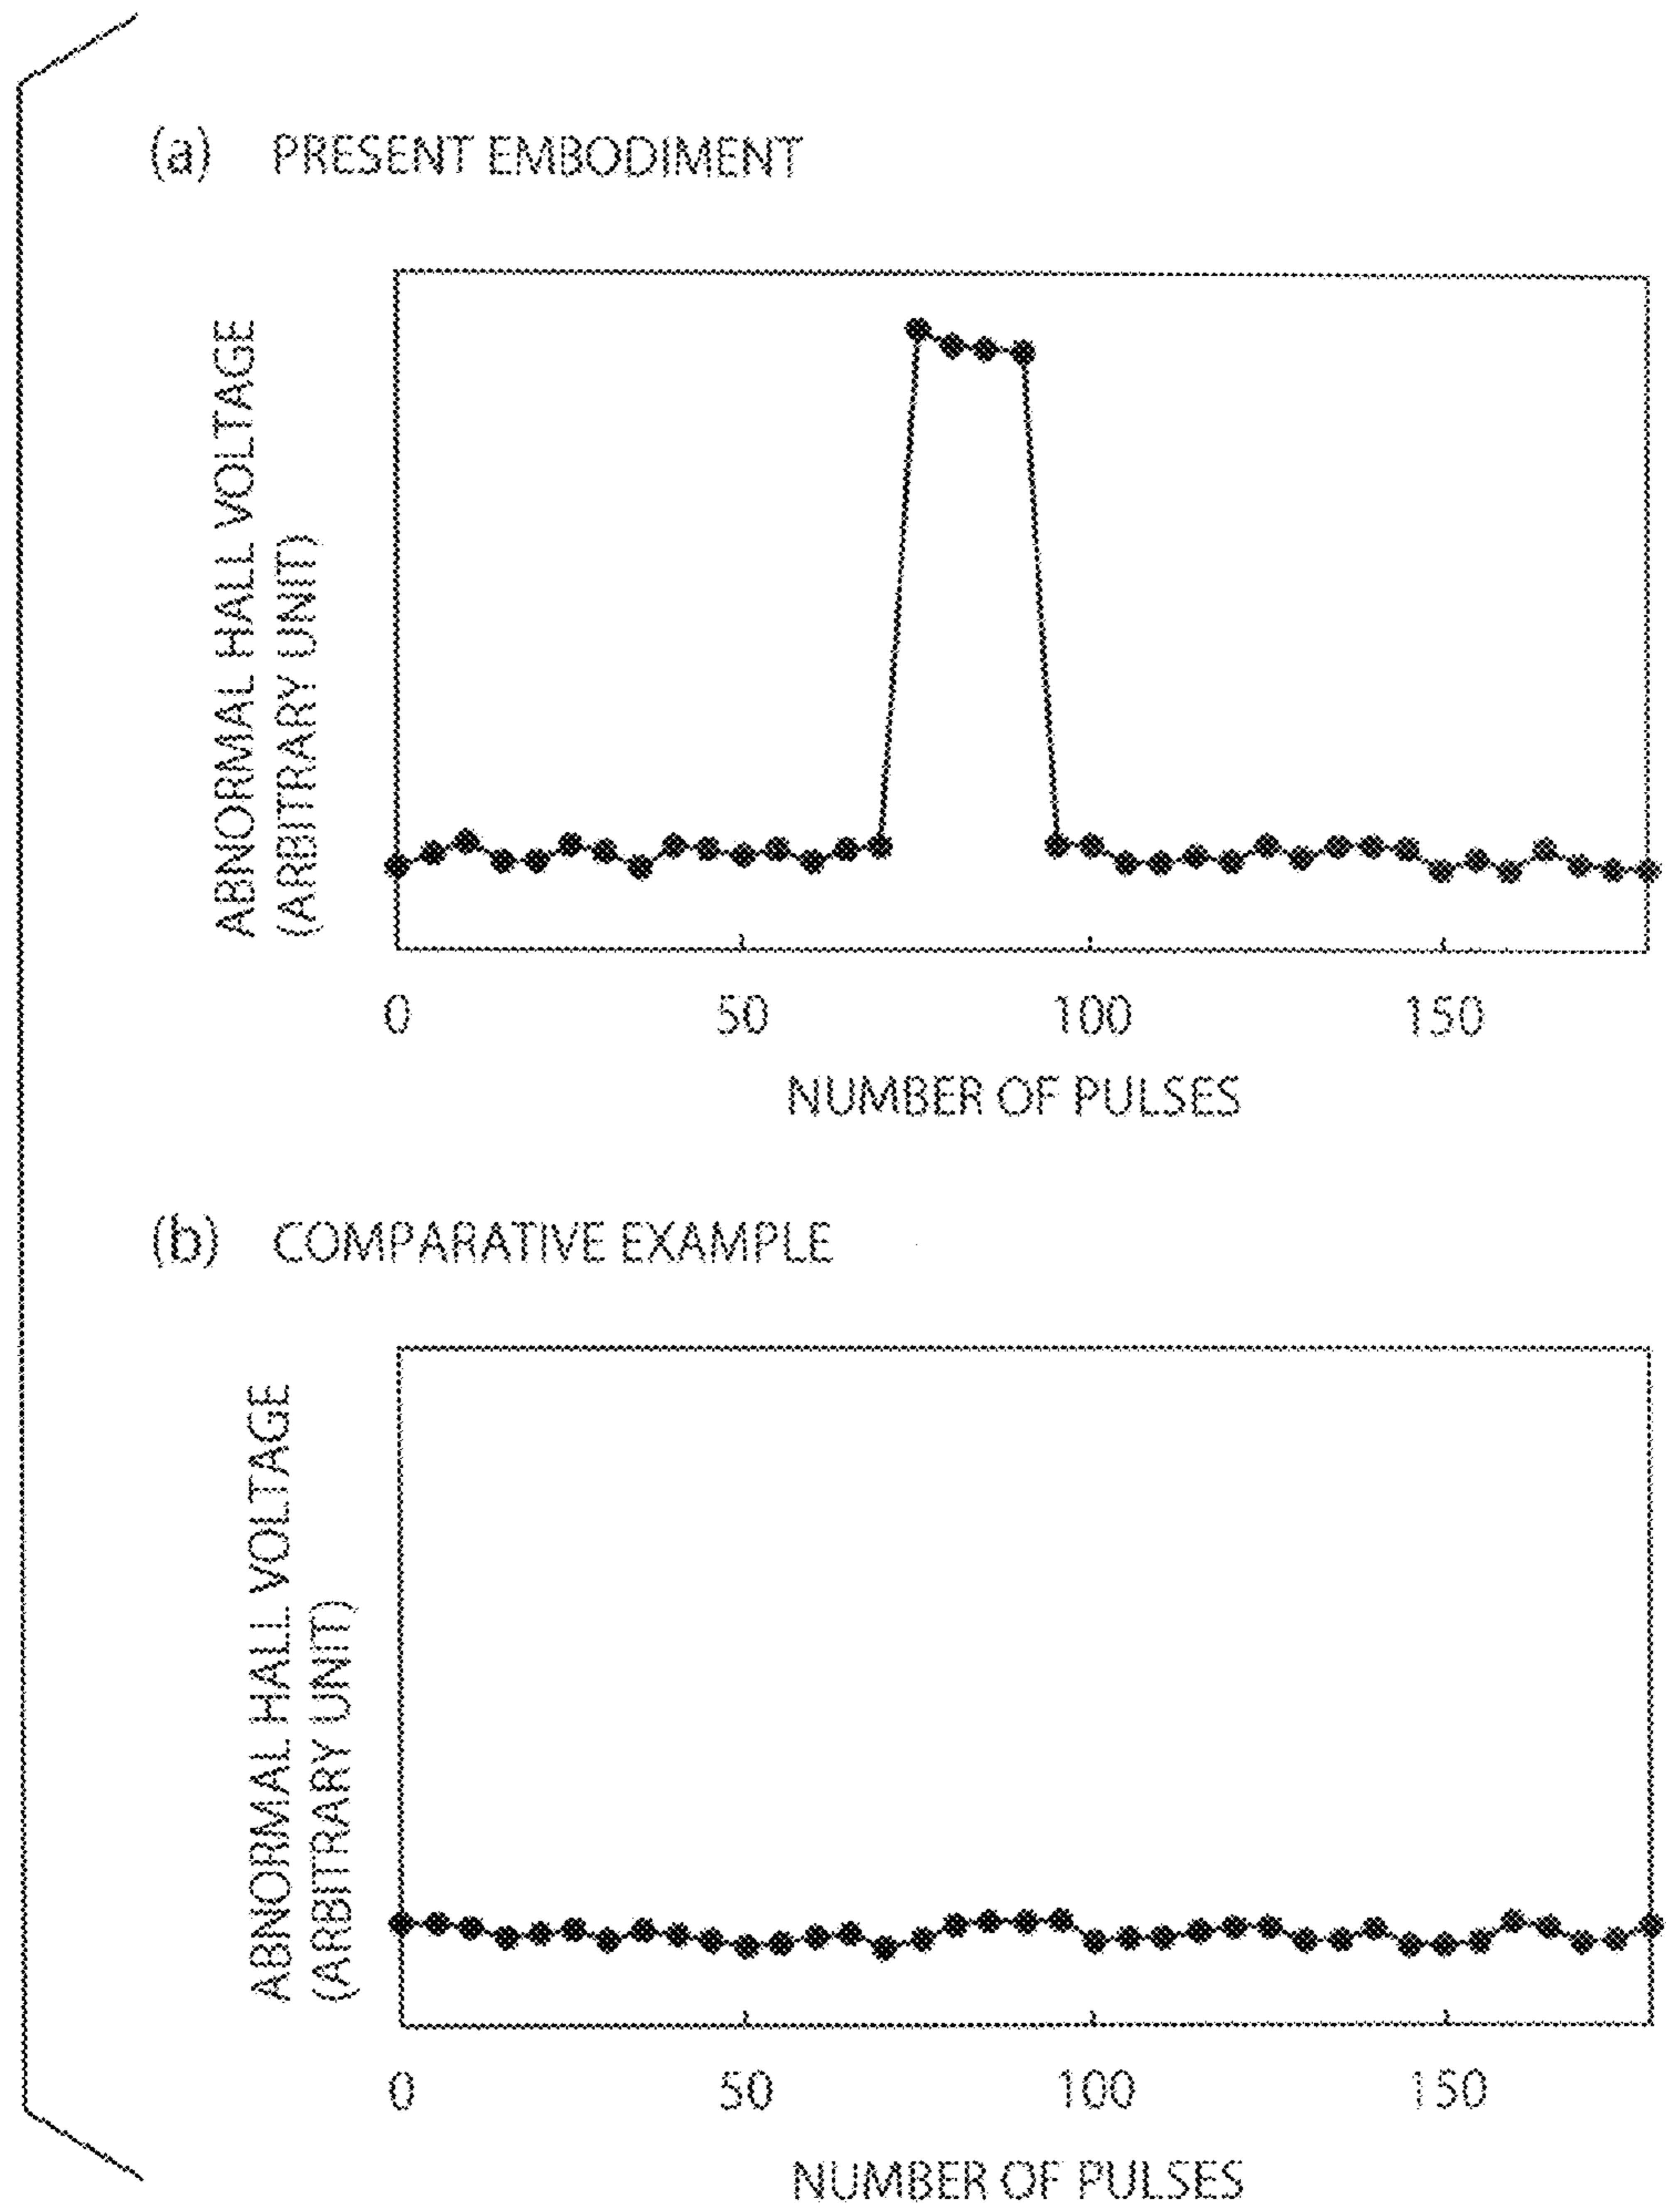 (a) PRESENT EMBODIMENT
ABNORMAL HALL VOLTAGE
(ARBITRARY UNIT)
0 50 100 150
NUMBER OF PULSES
(b) COMPARATIVE EXAMPLE
ABNORMAL HALL VOLTAGE
(ARBITRARY UNIT)
0 50 100 150
NUMBER OF PULSES